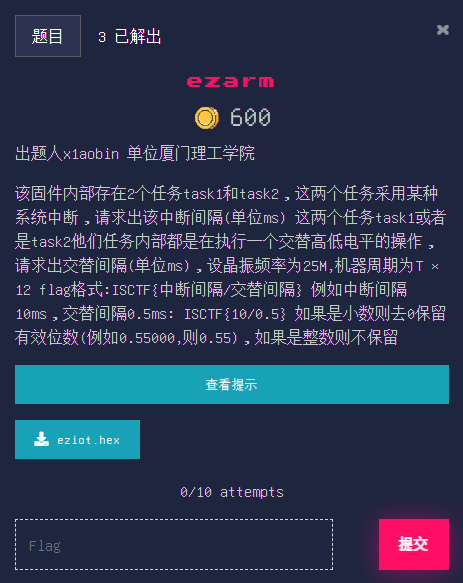 题目 3 已解出
ezarm
600
出题人x1aobin 单位厦门理工学院
该固件内部存在2个任务task1和task2，这两个任务采用某种
系统中断，请求出该中断间隔(单位ms) 这两个任务task1或者
是task2他们任务内部都是在执行一个交替高低电平的操作，
请求出交替间隔(单位ms)，设晶振频率为25M,机器周期为T ×
12 flag格式:ISCTF{中断间隔/交替间隔} 例如中断间隔
10ms，交替间隔0.5ms: ISCTF{10/0.5} 如果是小数则去0保留
有效位数(例如0.55000,则0.55)，如果是整数则不保留
查看提示
eziot.hex
0/10 attempts
Flag
提交